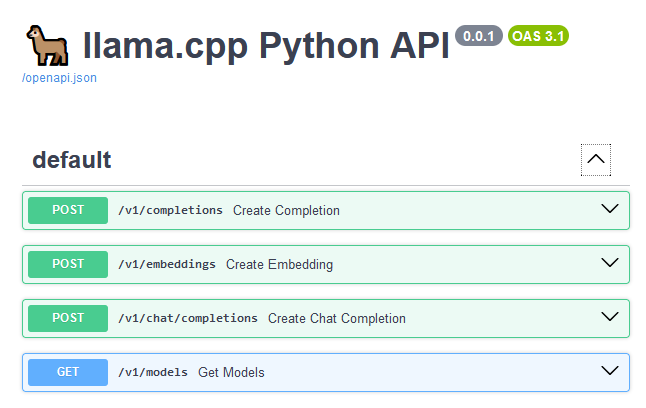 🦙 llama.cpp Python API 0.0.1 OAS 3.1
/openapi.json
default
POST /v1/completions Create Completion
POST /v1/embeddings Create Embedding
POST /v1/chat/completions Create Chat Completion
GET /v1/models Get Models